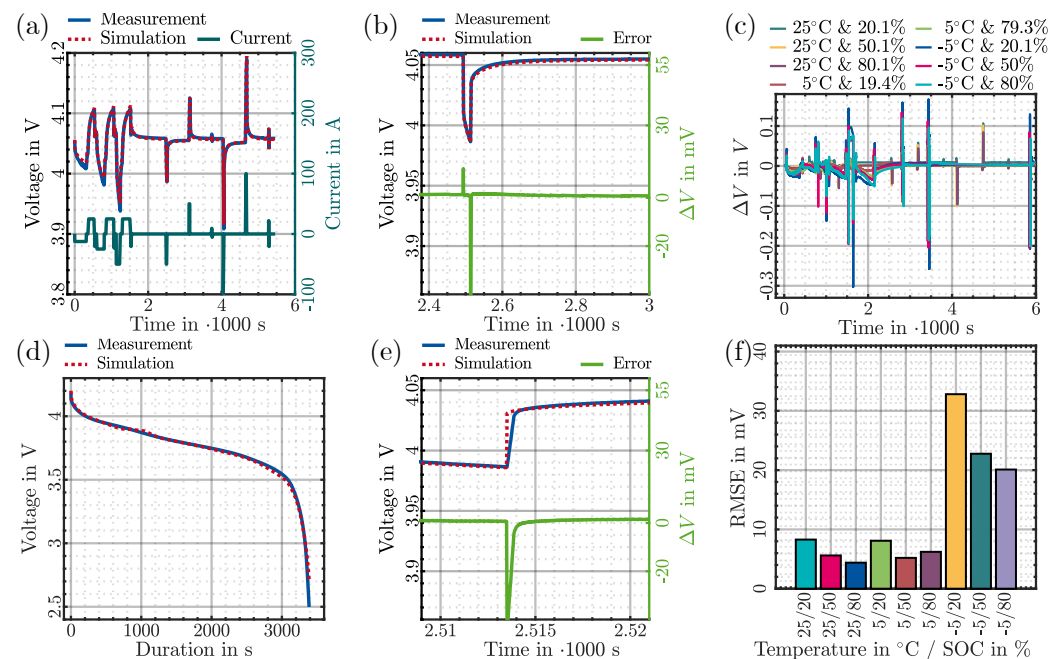 (a)
Measurement
Simulation
Current
Voltage in V
4.2
4.1
4
3.9
3.8
300
200
100
0
-100
Current in A
0 2 4 6
Time in ·1000 s
(b)
Measurement
Simulation
Error
Voltage in V
4.05
4
3.95
3.9
55
30
0
-20
ΔV in mV
2.4 2.6 2.8 3
Time in ·1000 s
(c)
25°C & 20.1%
25°C & 50.1%
25°C & 80.1%
5°C & 19.4%
5°C & 79.3%
-5°C & 20.1%
-5°C & 50%
-5°C & 80%
ΔV in V
0.1
0
-0.1
-0.2
-0.3
0 2 4 6
Time in ·1000 s
(d)
Measurement
Simulation
Voltage in V
4
3.5
3
2.5
0 1000 2000 3000
Duration in s
(e)
Measurement
Simulation
Error
Voltage in V
4.05
4
3.95
3.9
55
30
0
-20
ΔV in mV
2.51 2.515 2.52
Time in ·1000 s
(f)
RMSE in mV
40
30
20
10
0
25/20 25/50 25/80 5/20 5/50 5/80 -5/20 -5/50 -5/80
Temperature in °C / SOC in %